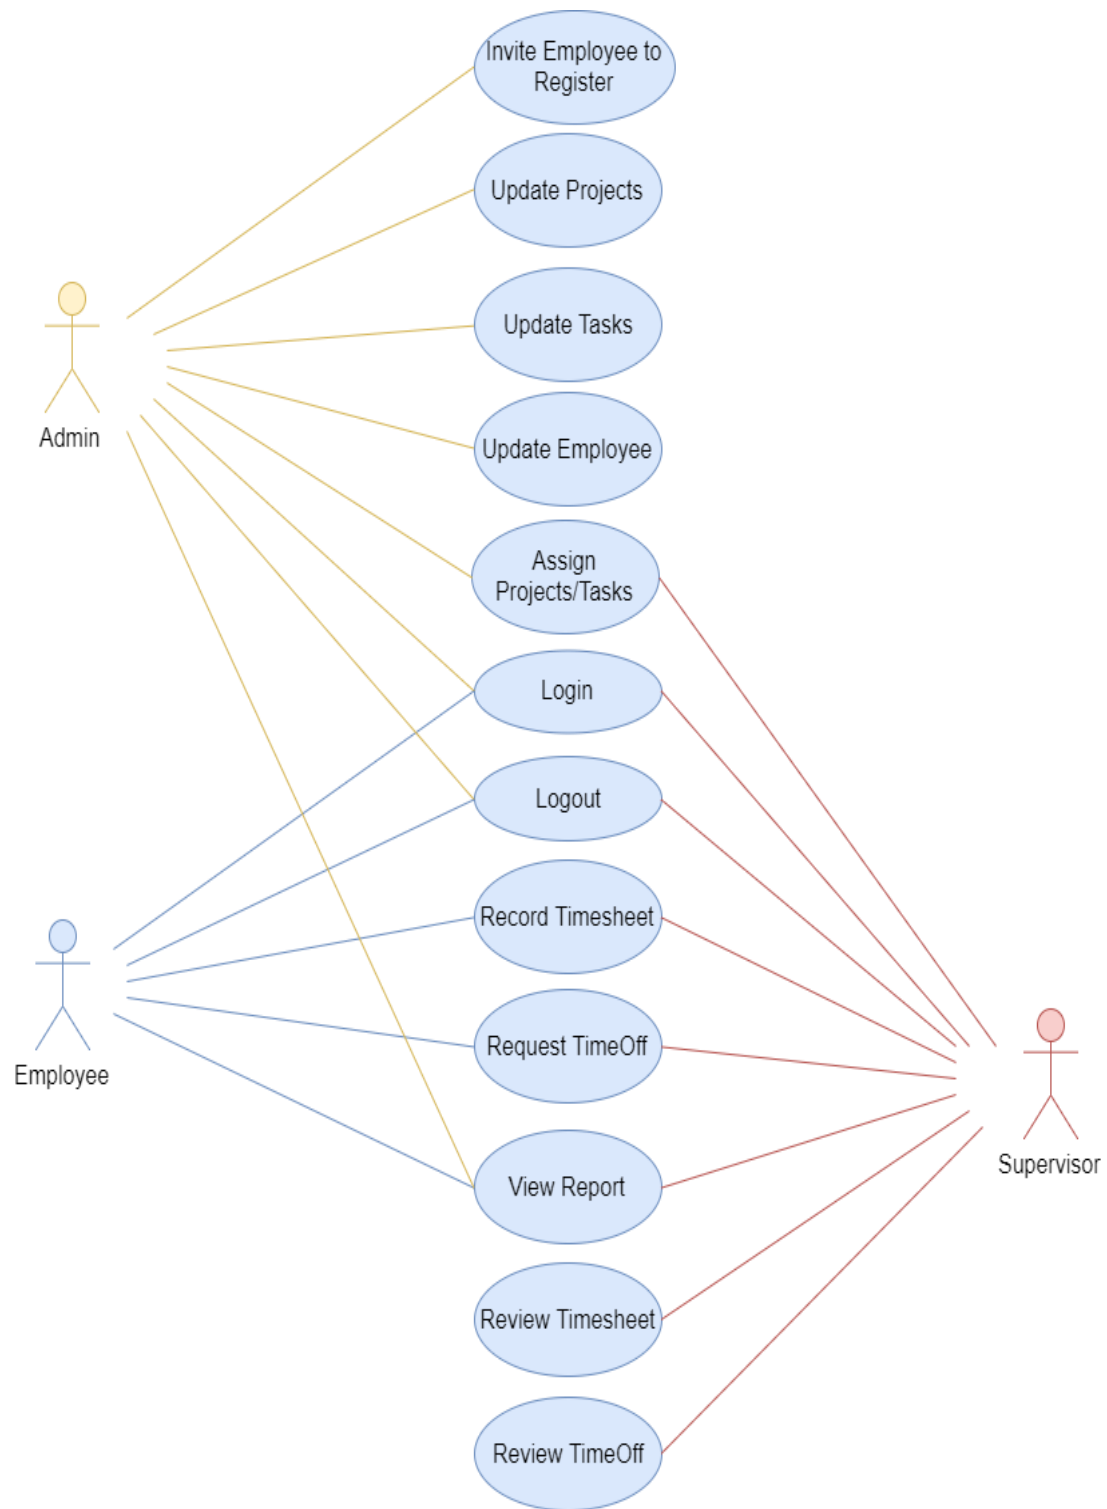 Invite Employee to
Register
Update Projects
Update Tasks
Admin
Update Employee
Assign
Projects/Tasks
Login
Logout
Record Timesheet
Employee
Request TimeOff
Supervisor
View Report
Review Timesheet
Review TimeOff